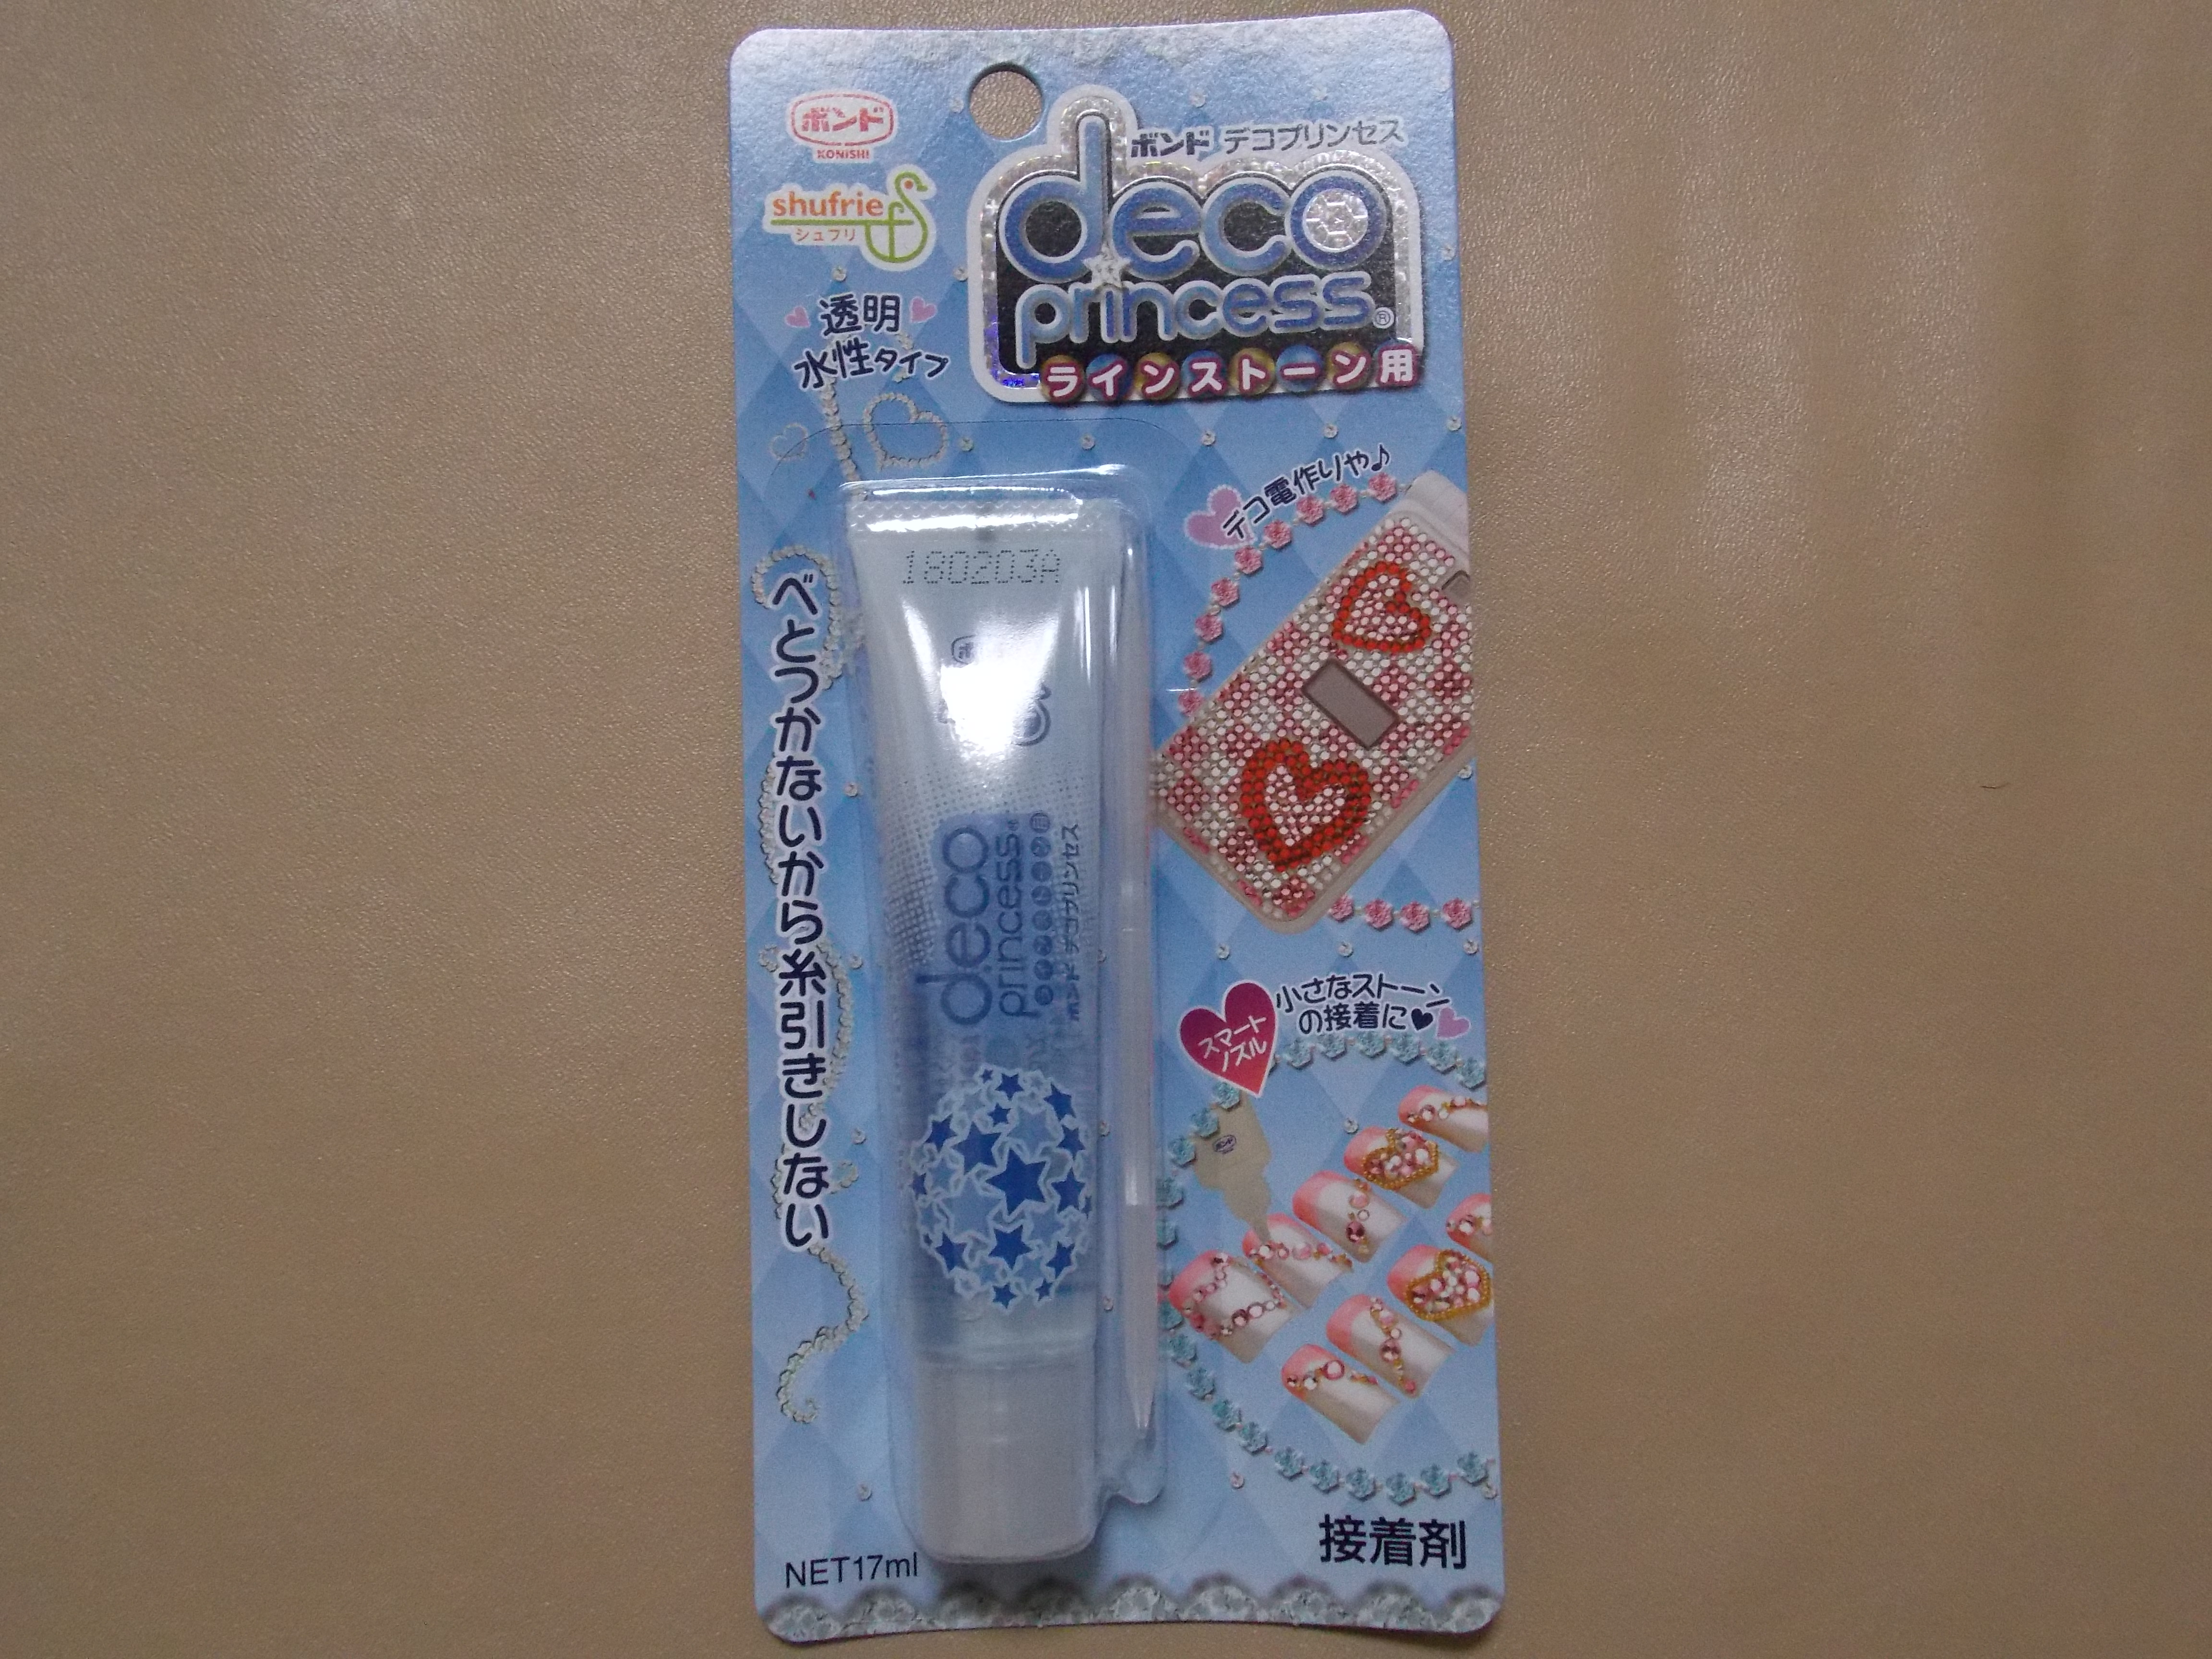 ボンド
KONISHI
shufrie
シュフリ
ボンド デコプリンセス
deco
princess®
ラインストーン用
透明
水性タイプ
デコ電作りや♪
べとつかないから糸引きしない
180203A
deco
princess
ボンド デコプリンセス
スマート
ノズル
小さなストーン
の接着に
ボンド
接着剤
NET17ml